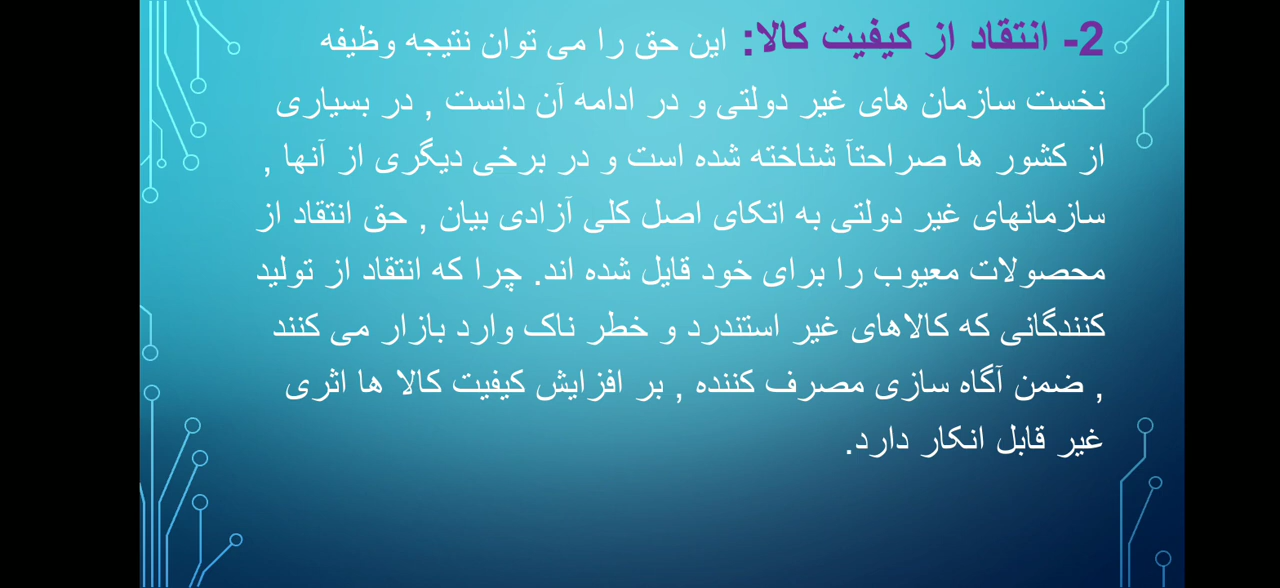 2- انتقاد از کیفیت کالا: این حق را می توان نتیجه وظیفه
نخست سازمان های غیر دولتی و در ادامه آن دانست , در بسیاری
از کشور ها صراحتآ شناخته شده است و در برخی دیگری از آنها ,
سازمانهای غیر دولتی به اتکای اصل کلی آزادی بیان , حق انتقاد از
محصولات معیوب را برای خود قایل شده اند. چرا که انتقاد از تولید
کنندگانی که کالاهای غیر استندرد و خطر ناک وارد بازار می کنند
, ضمن آگاه سازی مصرف کننده , بر افزایش کیفیت کالا ها اثری
غیر قابل انکار دارد.